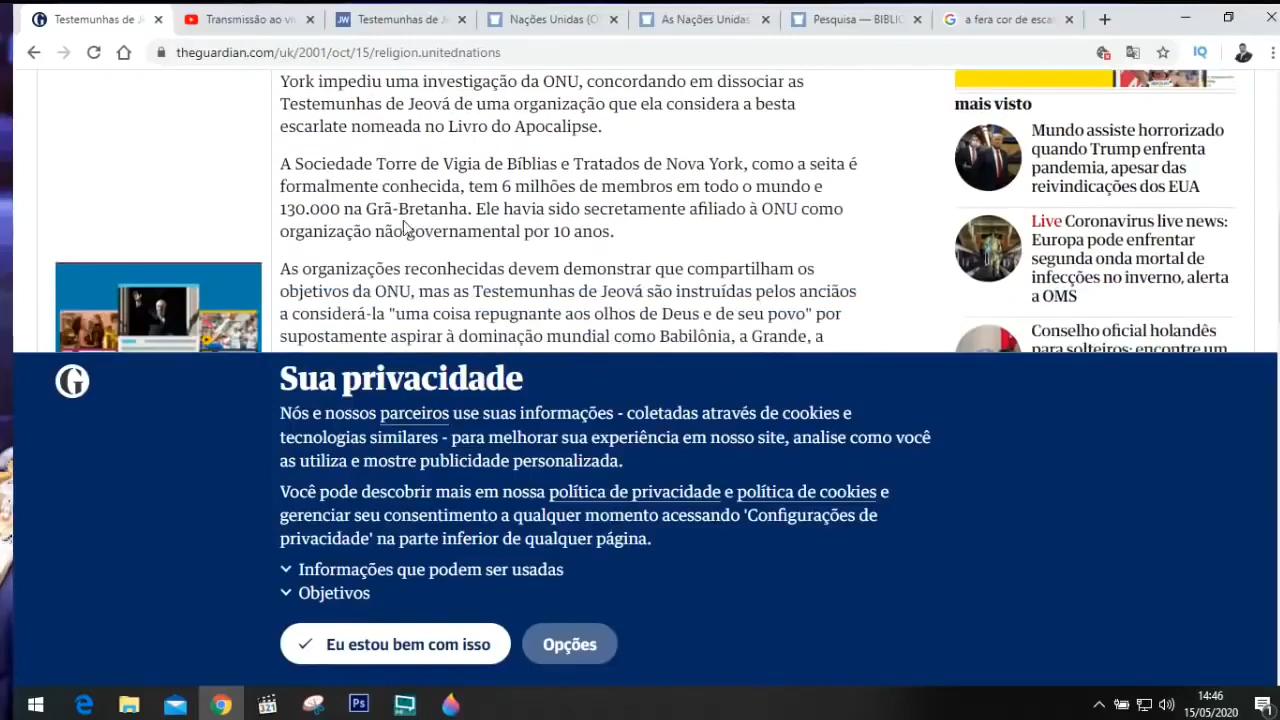 Testemunhas de J
Transmissão ao vi
Testemunhas de J
Nações Unidas (O
As Nações Unidas
Pesquisa — BIBLIO
a fera cor de esca
theguardian.com/uk/2001/oct/15/religion.unitednations
York impediu uma investigação da ONU, concordando em dissociar as
Testemunhas de Jeová de uma organização que ela considera a besta
escarlate nomeada no Livro do Apocalipse.
A Sociedade Torre de Vigia de Bíblias e Tratados de Nova York, como a seita é
formalmente conhecida, tem 6 milhões de membros em todo o mundo e
130.000 na Grã-Bretanha. Ele havia sido secretamente afiliado à ONU como
organização não governamental por 10 anos.
As organizações reconhecidas devem demonstrar que compartilham os
objetivos da ONU, mas as Testemunhas de Jeová são instruídas pelos anciãos
a considerá-la "uma coisa repugnante aos olhos de Deus e de seu povo" por
supostamente aspirar à dominação mundial como Babilônia, a Grande, a
mais visto
Mundo assiste horrorizado
quando Trump enfrenta
pandemia, apesar das
reivindicações dos EUA
Live Coronavirus live news:
Europa pode enfrentar
segunda onda mortal de
infecções no inverno, alerta
a OMS
Conselho oficial holandês
para solteiros: encontre um
Sua privacidade
Nós e nossos parceiros use suas informações - coletadas através de cookies e
tecnologias similares - para melhorar sua experiência em nosso site, analise como você
as utiliza e mostre publicidade personalizada.
Você pode descobrir mais em nossa política de privacidade e política de cookies e
gerenciar seu consentimento a qualquer momento acessando 'Configurações de
privacidade' na parte inferior de qualquer página.
Informações que podem ser usadas
Objetivos
Eu estou bem com isso
Opções
14:46
15/05/2020